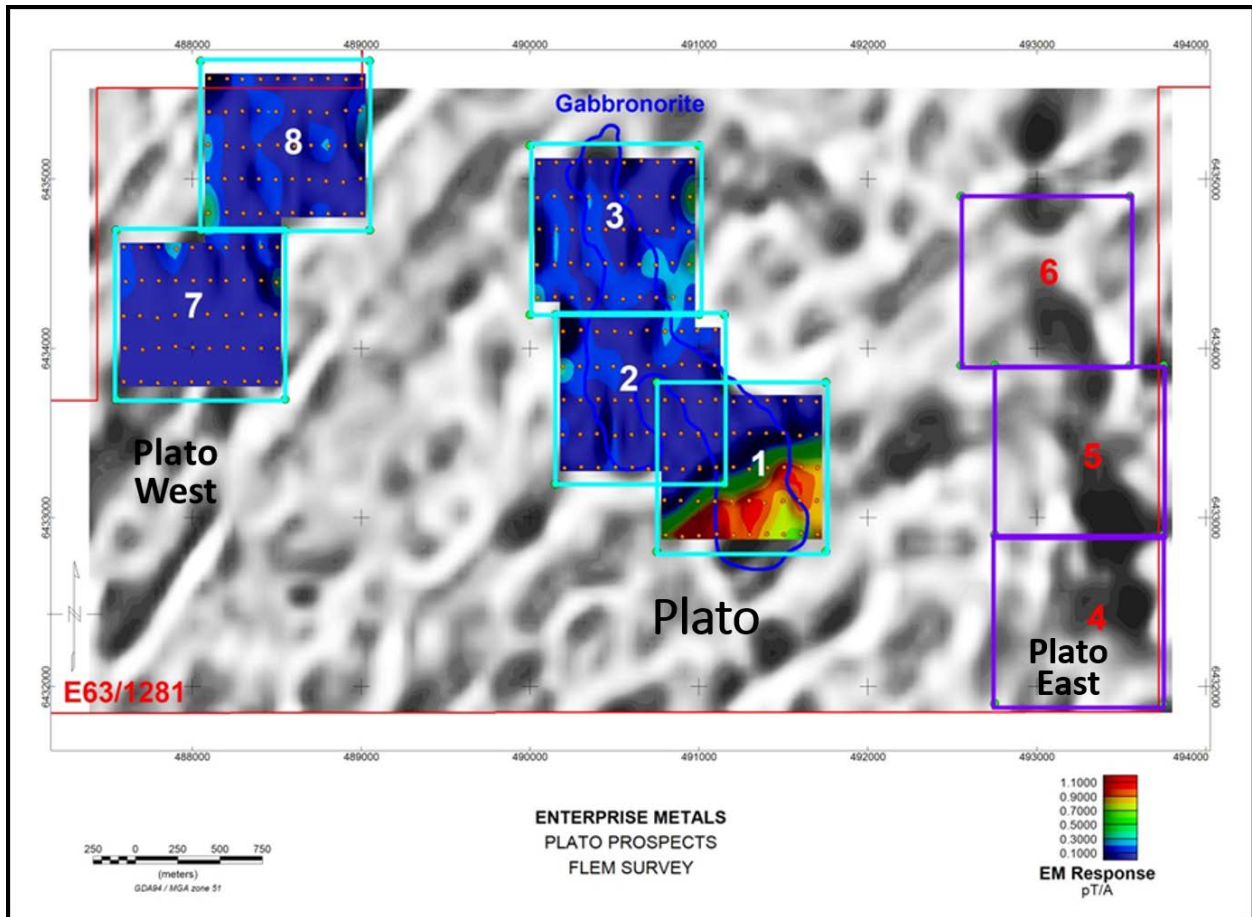 488000 489000 490000 491000 492000 493000 494000
Gabbronorite
8
3
6435000
6435000
6
7
6434000
6434000
2
Plato
West
1
5
6433000
6433000
Plato
4
Plato
East
N
E63/1281
6432000
6432000
488000 489000 490000 491000 492000 493000 494000
ENTERPRISE METALS
PLATO PROSPECTS
FLEM SURVEY
250 0 250 500 750
(meters)
GDA94 / MGA zone 51
1.1000
0.9000
0.7000
0.5000
0.3000
0.1000
EM Response
pT/A